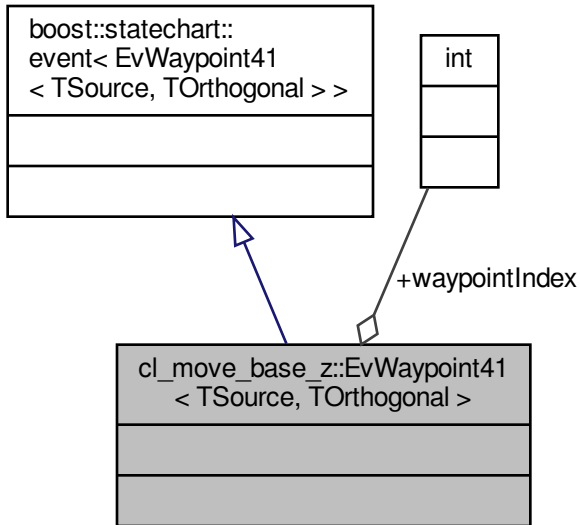 boost::statechart::
event< EvWaypoint41
< TSource, TOrthogonal > >
int
+waypointIndex
cl_move_base_z::EvWaypoint41
< TSource, TOrthogonal >